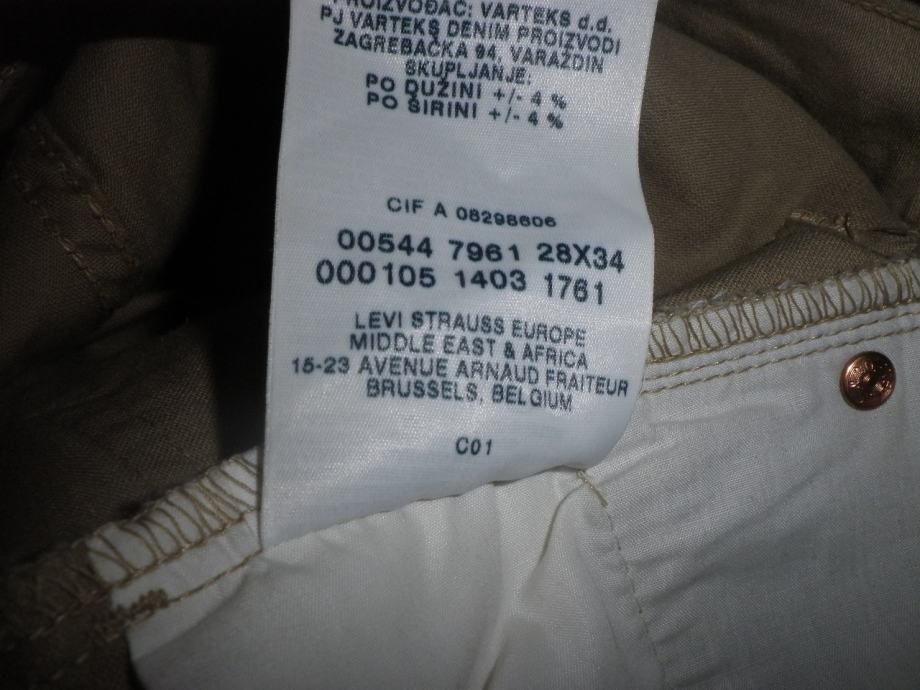 PROIZVOĐAČ: VARTEKS d.d.
PJ VARTEKS DENIM PROIZVODI
ZAGREBAČKA 94, VARAŽDIN
SKUPLJANJE:
PO DUŽINI +/- 4 %
PO ŠIRINI +/- 4 %
CIF A 08298606
00544 7961 28X34
000105 1403 1761
LEVI STRAUSS EUROPE
MIDDLE EAST & AFRICA
15-23 AVENUE ARNAUD FRAITEUR
BRUSSELS, BELGIUM
C01